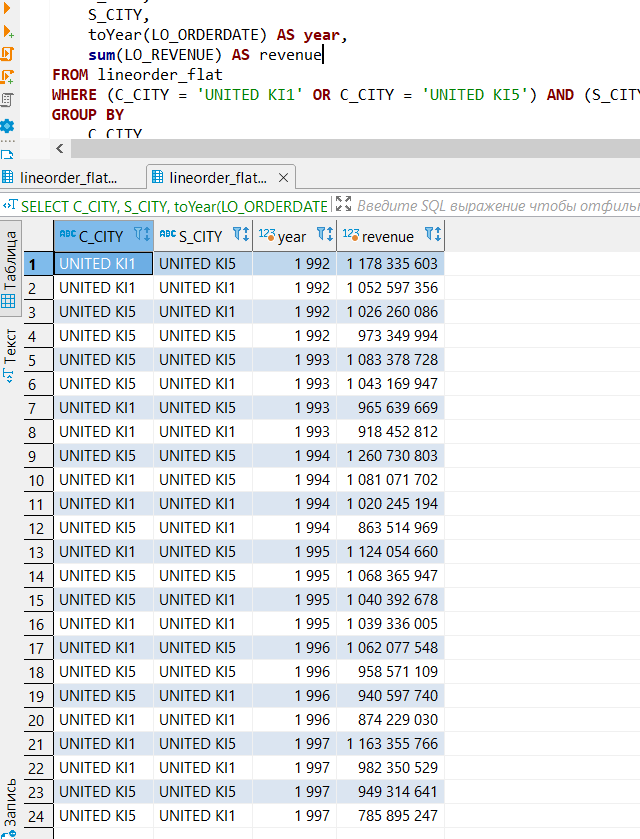 S_CITY,
toYear(LO_ORDERDATE) AS year,
sum(LO_REVENUE) AS revenue
FROM lineorder_flat
WHERE (C_CITY = 'UNITED KI1' OR C_CITY = 'UNITED KI5') AND (S_CITY
GROUP BY
C_CITY
lineorder_flat... lineorder_flat...
SELECT C_CITY, S_CITY, toYear(LO_ORDERDATE Введите SQL выражение чтобы отфиль
Таблица
Текст
Запись
ABC C_CITY ABC S_CITY 123 year 123 revenue
1 UNITED KI1 UNITED KI5 1 992 1 178 335 603
2 UNITED KI1 UNITED KI1 1 992 1 052 597 356
3 UNITED KI5 UNITED KI1 1 992 1 026 260 086
4 UNITED KI5 UNITED KI5 1 992 973 349 994
5 UNITED KI5 UNITED KI5 1 993 1 083 378 728
6 UNITED KI5 UNITED KI1 1 993 1 043 169 947
7 UNITED KI1 UNITED KI5 1 993 965 639 669
8 UNITED KI1 UNITED KI1 1 993 918 452 812
9 UNITED KI5 UNITED KI5 1 994 1 260 730 803
10 UNITED KI1 UNITED KI5 1 994 1 081 071 702
11 UNITED KI1 UNITED KI1 1 994 1 020 245 194
12 UNITED KI5 UNITED KI1 1 994 863 514 969
13 UNITED KI1 UNITED KI5 1 995 1 124 054 660
14 UNITED KI5 UNITED KI5 1 995 1 068 365 947
15 UNITED KI5 UNITED KI1 1 995 1 040 392 678
16 UNITED KI1 UNITED KI1 1 995 1 039 336 005
17 UNITED KI1 UNITED KI5 1 996 1 062 077 548
18 UNITED KI5 UNITED KI5 1 996 958 571 109
19 UNITED KI5 UNITED KI1 1 996 940 597 740
20 UNITED KI1 UNITED KI1 1 996 874 229 030
21 UNITED KI1 UNITED KI5 1 997 1 163 355 766
22 UNITED KI1 UNITED KI1 1 997 982 350 529
23 UNITED KI5 UNITED KI5 1 997 949 314 641
24 UNITED KI5 UNITED KI1 1 997 785 895 247